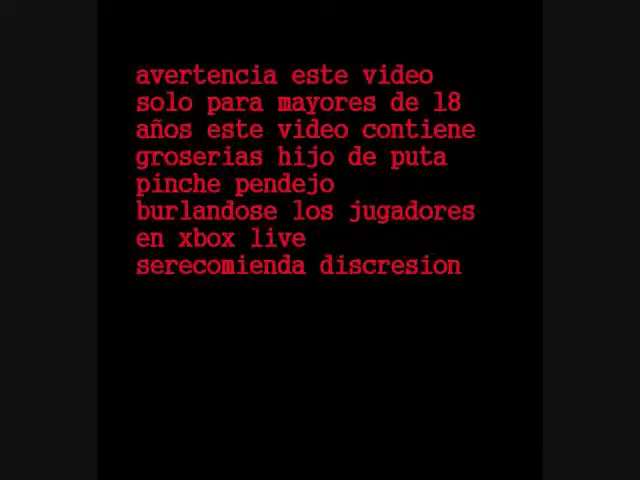 avertencia este video
solo para mayores de 18
años este video contiene
groserias hijo de puta
pinche pendejo
burlandose los jugadores
en xbox live
serecomienda discresion